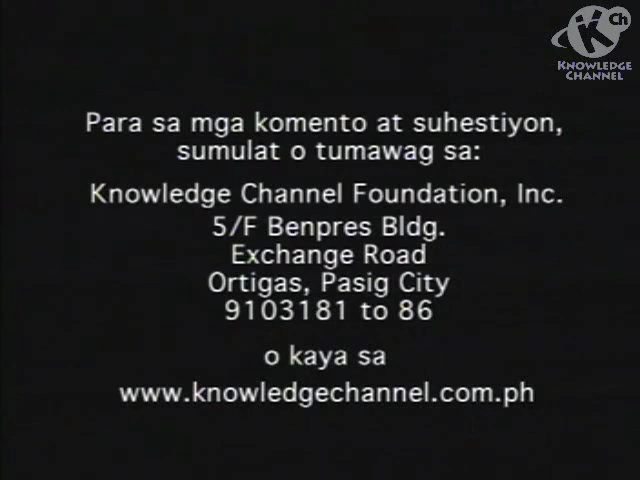 K Ch
KNOWLEDGE
CHANNEL
Para sa mga komento at suhestiyon,
sumulat o tumawag sa:
Knowledge Channel Foundation, Inc.
5/F Benpres Bldg.
Exchange Road
Ortigas, Pasig City
9103181 to 86
o kaya sa
www.knowledgechannel.com.ph